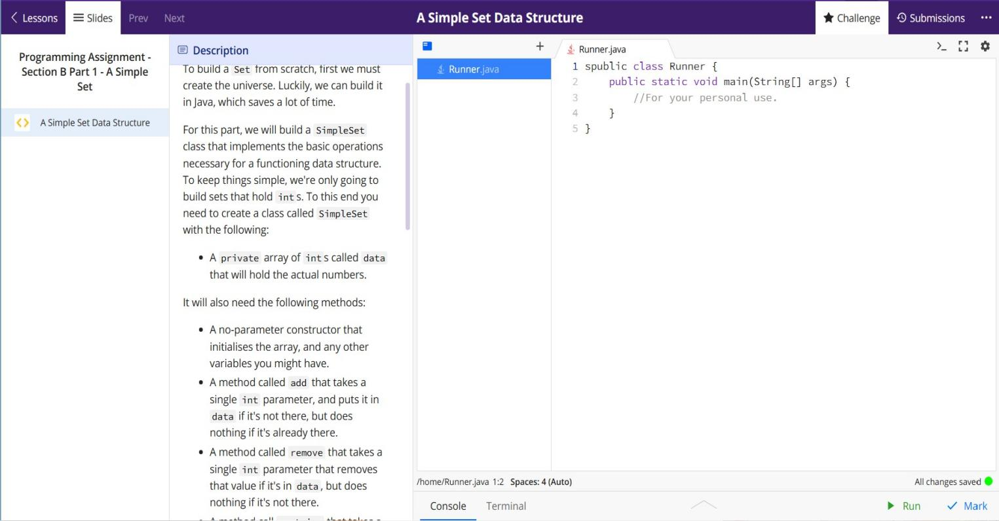 Lessons
Slides
Prev
Next
A Simple Set Data Structure
Challenge
Submissions
Programming Assignment -
Section B Part 1 - A Simple
Set
A Simple Set Data Structure
Description
To build a Set from scratch, first we must
create the universe. Luckily, we can build it
in Java, which saves a lot of time.
For this part, we will build a SimpleSet
class that implements the basic operations
necessary for a functioning data structure.
To keep things simple, we're only going to
build sets that hold int s. To this end you
need to create a class called SimpleSet
with the following:
• A private array of int s called data
that will hold the actual numbers.
It will also need the following methods:
• A no-parameter constructor that
initialises the array, and any other
variables you might have.
• A method called add that takes a
single int parameter, and puts it in
data if it's not there, but does
nothing if it's already there.
• A method called remove that takes a
single int parameter that removes
that value if it's in data, but does
nothing if it's not there.
Runner.java
Runner.java
1 spublic class Runner {
2 public static void main(String[] args) {
3 //For your personal use.
4 }
5 }
/home/Runner.java 1:2 Spaces: 4 (Auto)
All changes saved
Console
Terminal
Run
Mark